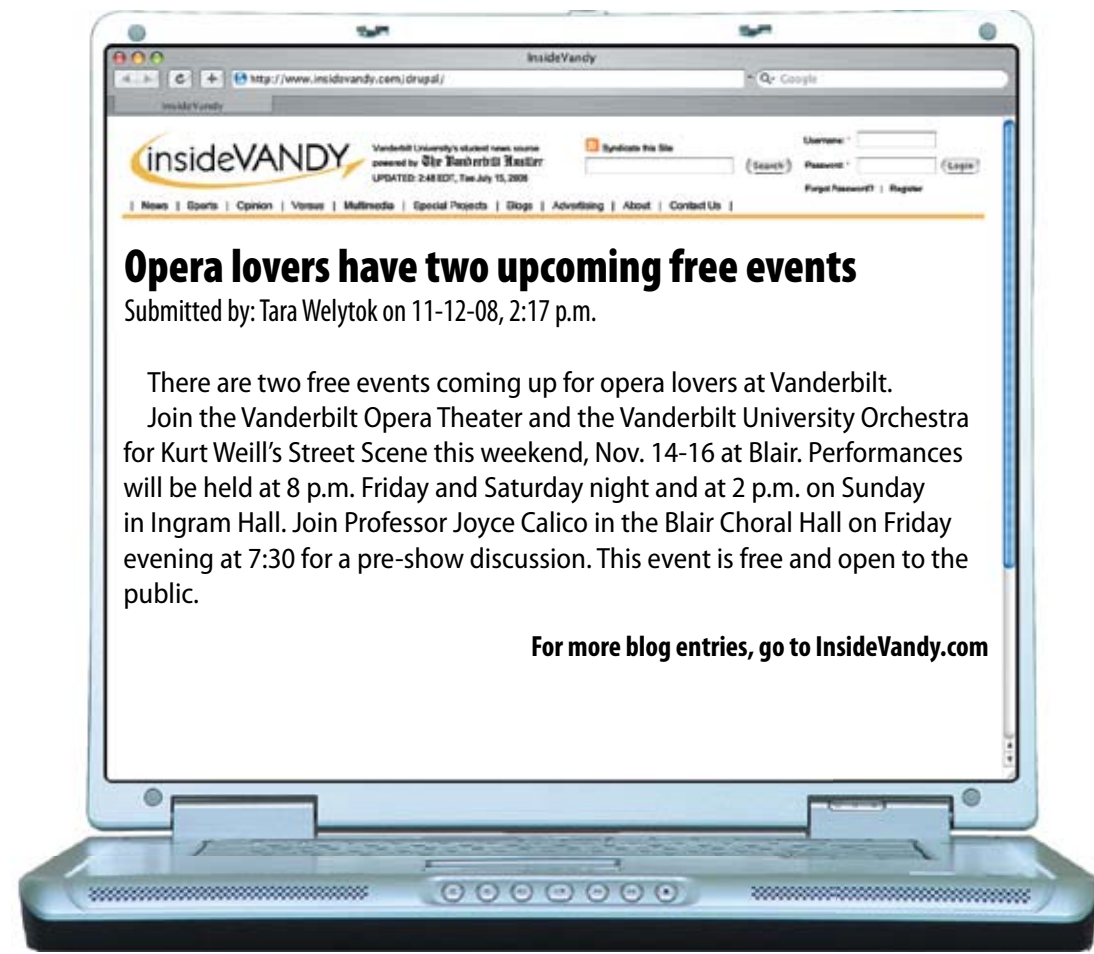 InsideVandy
http://www.insidevandy.com/drupal/
Google
InsideVandy
insideVANDY
Vanderbilt University's student news source
powered by The Vanderbilt Hustler
UPDATED: 2:48 EDT, Tue July 15, 2008
Syndicate this Site
Search
Username: *
Password: *
Login
Forgot Password? | Register
| News | Sports | Opinion | Versus | Multimedia | Special Projects | Blogs | Advertising | About | Contact Us |
Opera lovers have two upcoming free events
Submitted by: Tara Welytok on 11-12-08, 2:17 p.m.
There are two free events coming up for opera lovers at Vanderbilt.
Join the Vanderbilt Opera Theater and the Vanderbilt University Orchestra
for Kurt Weill’s Street Scene this weekend, Nov. 14-16 at Blair. Performances
will be held at 8 p.m. Friday and Saturday night and at 2 p.m. on Sunday
in Ingram Hall. Join Professor Joyce Calico in the Blair Choral Hall on Friday
evening at 7:30 for a pre-show discussion. This event is free and open to the
public.
For more blog entries, go to InsideVandy.com